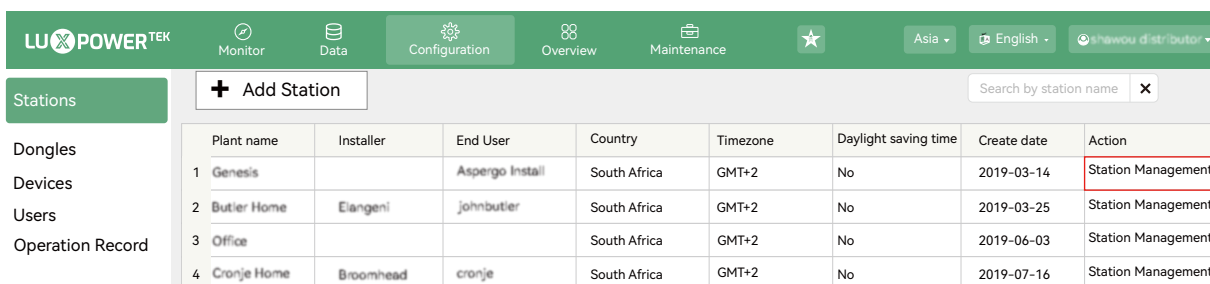 LUXPOWERTEK
Monitor Data Configuration Overview Maintenance Asia English shawou distributor
Stations
Add Station
Search by station name
Dongles
Devices
Users
Operation Record
Plant name Installer End User Country Timezone Daylight saving time Create date Action
1 Genesis Aspergo Install South Africa GMT+2 No 2019-03-14 Station Management
2 Butler Home Elangeni johnbutler South Africa GMT+2 No 2019-03-25 Station Management
3 Office South Africa GMT+2 No 2019-06-03 Station Management
4 Cronje Home Broomhead cronje South Africa GMT+2 No 2019-07-16 Station Management